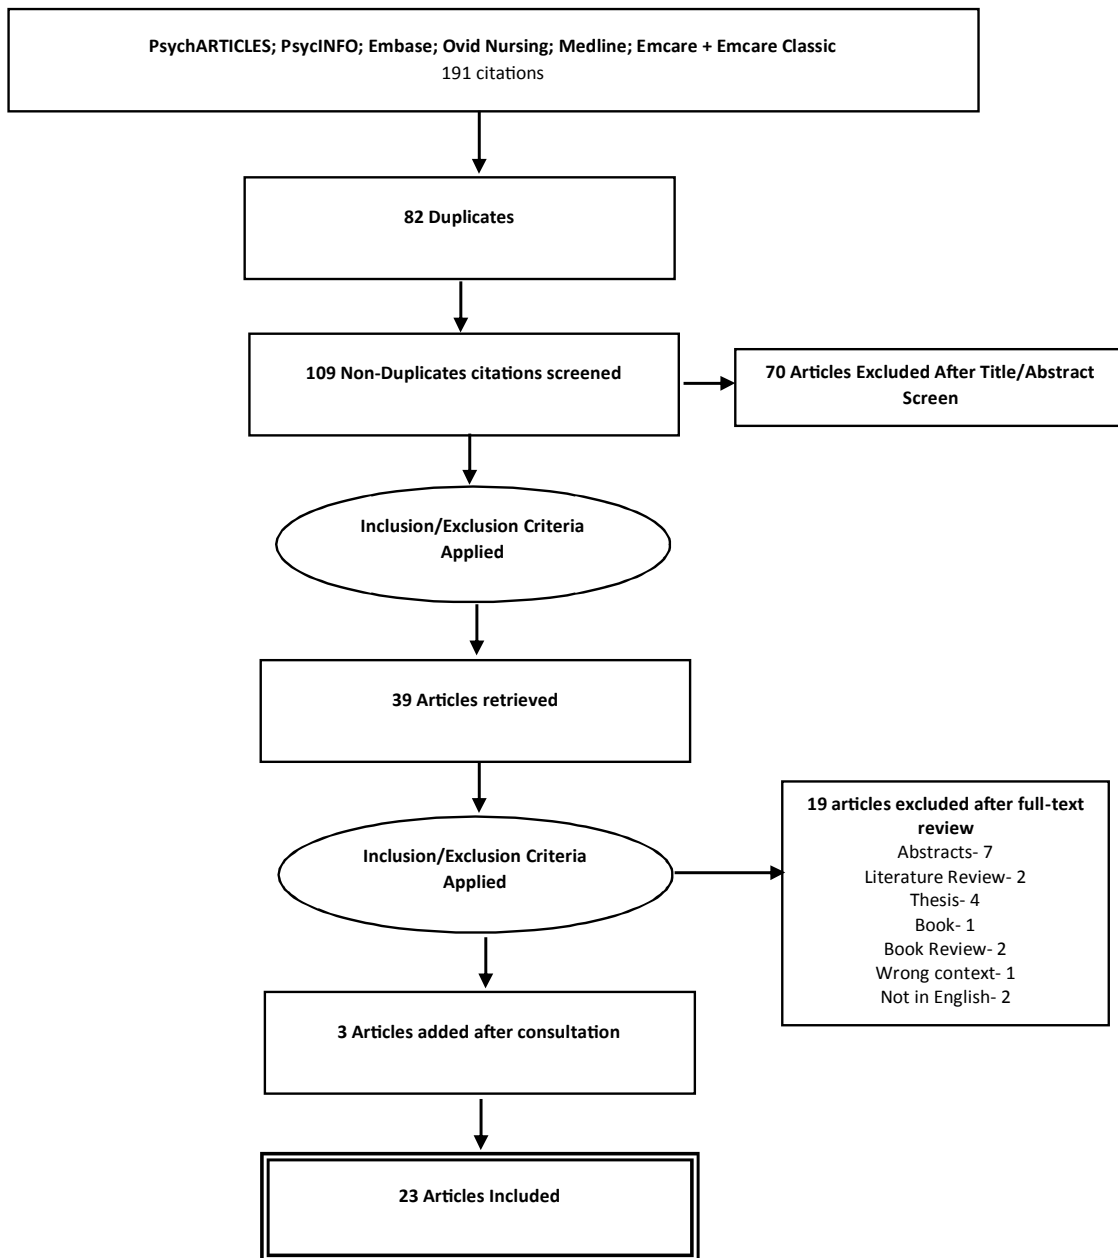 PsychARTICLES; PsycINFO; Embase; Ovid Nursing; Medline; Emcare + Emcare Classic
191 citations
82 Duplicates
109 Non-Duplicates citations screened
70 Articles Excluded After Title/Abstract
Screen
Inclusion/Exclusion Criteria
Applied
39 Articles retrieved
Inclusion/Exclusion Criteria
Applied
19 articles excluded after full-text
review
Abstracts- 7
Literature Review- 2
Thesis- 4
Book- 1
Book Review- 2
Wrong context- 1
Not in English- 2
3 Articles added after consultation
23 Articles Included